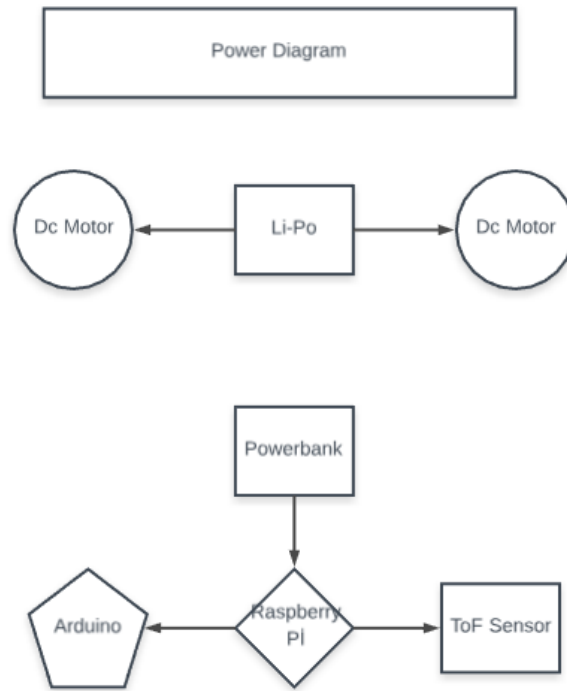 Power Diagram
Dc Motor
Li-Po
Dc Motor
Powerbank
Arduino
Raspberry
Pİ
ToF Sensor